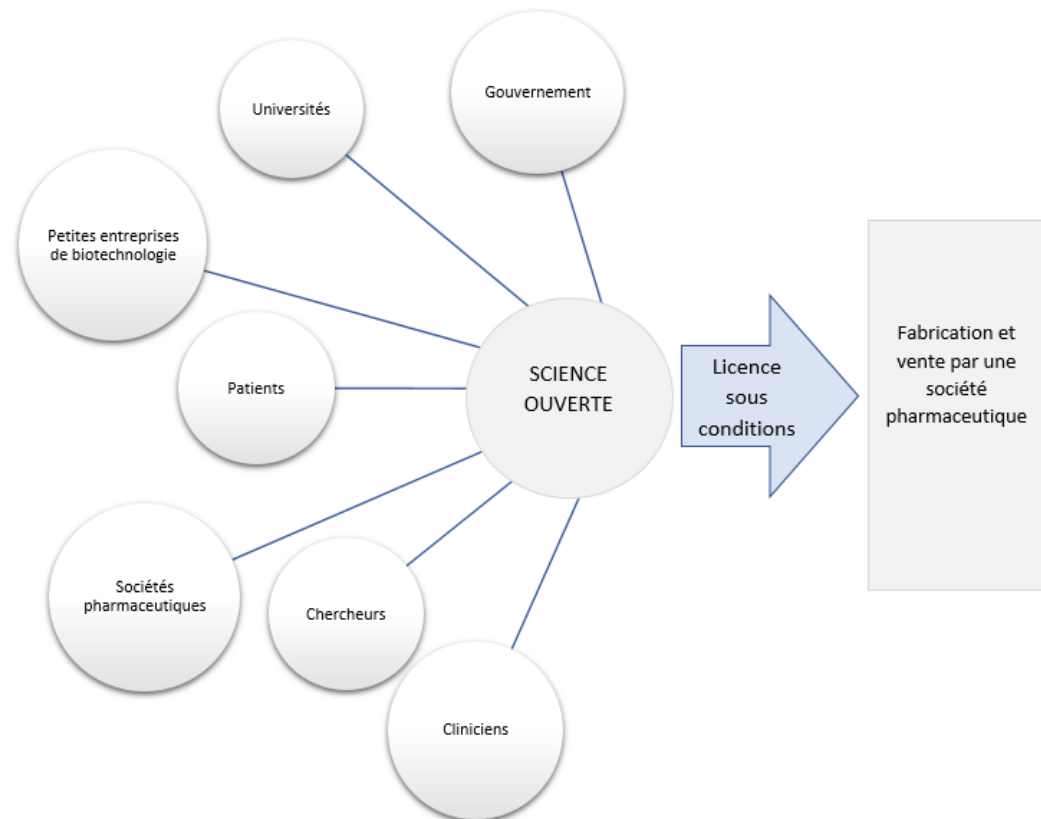 Gouvernement
Universités
Petites entreprises
de biotechnologie
Patients
SCIENCE
OUVERTE
Licence
sous
conditions
Fabrication et
vente par une
société
pharmaceutique
Sociétés
pharmaceutiques
Chercheurs
Cliniciens